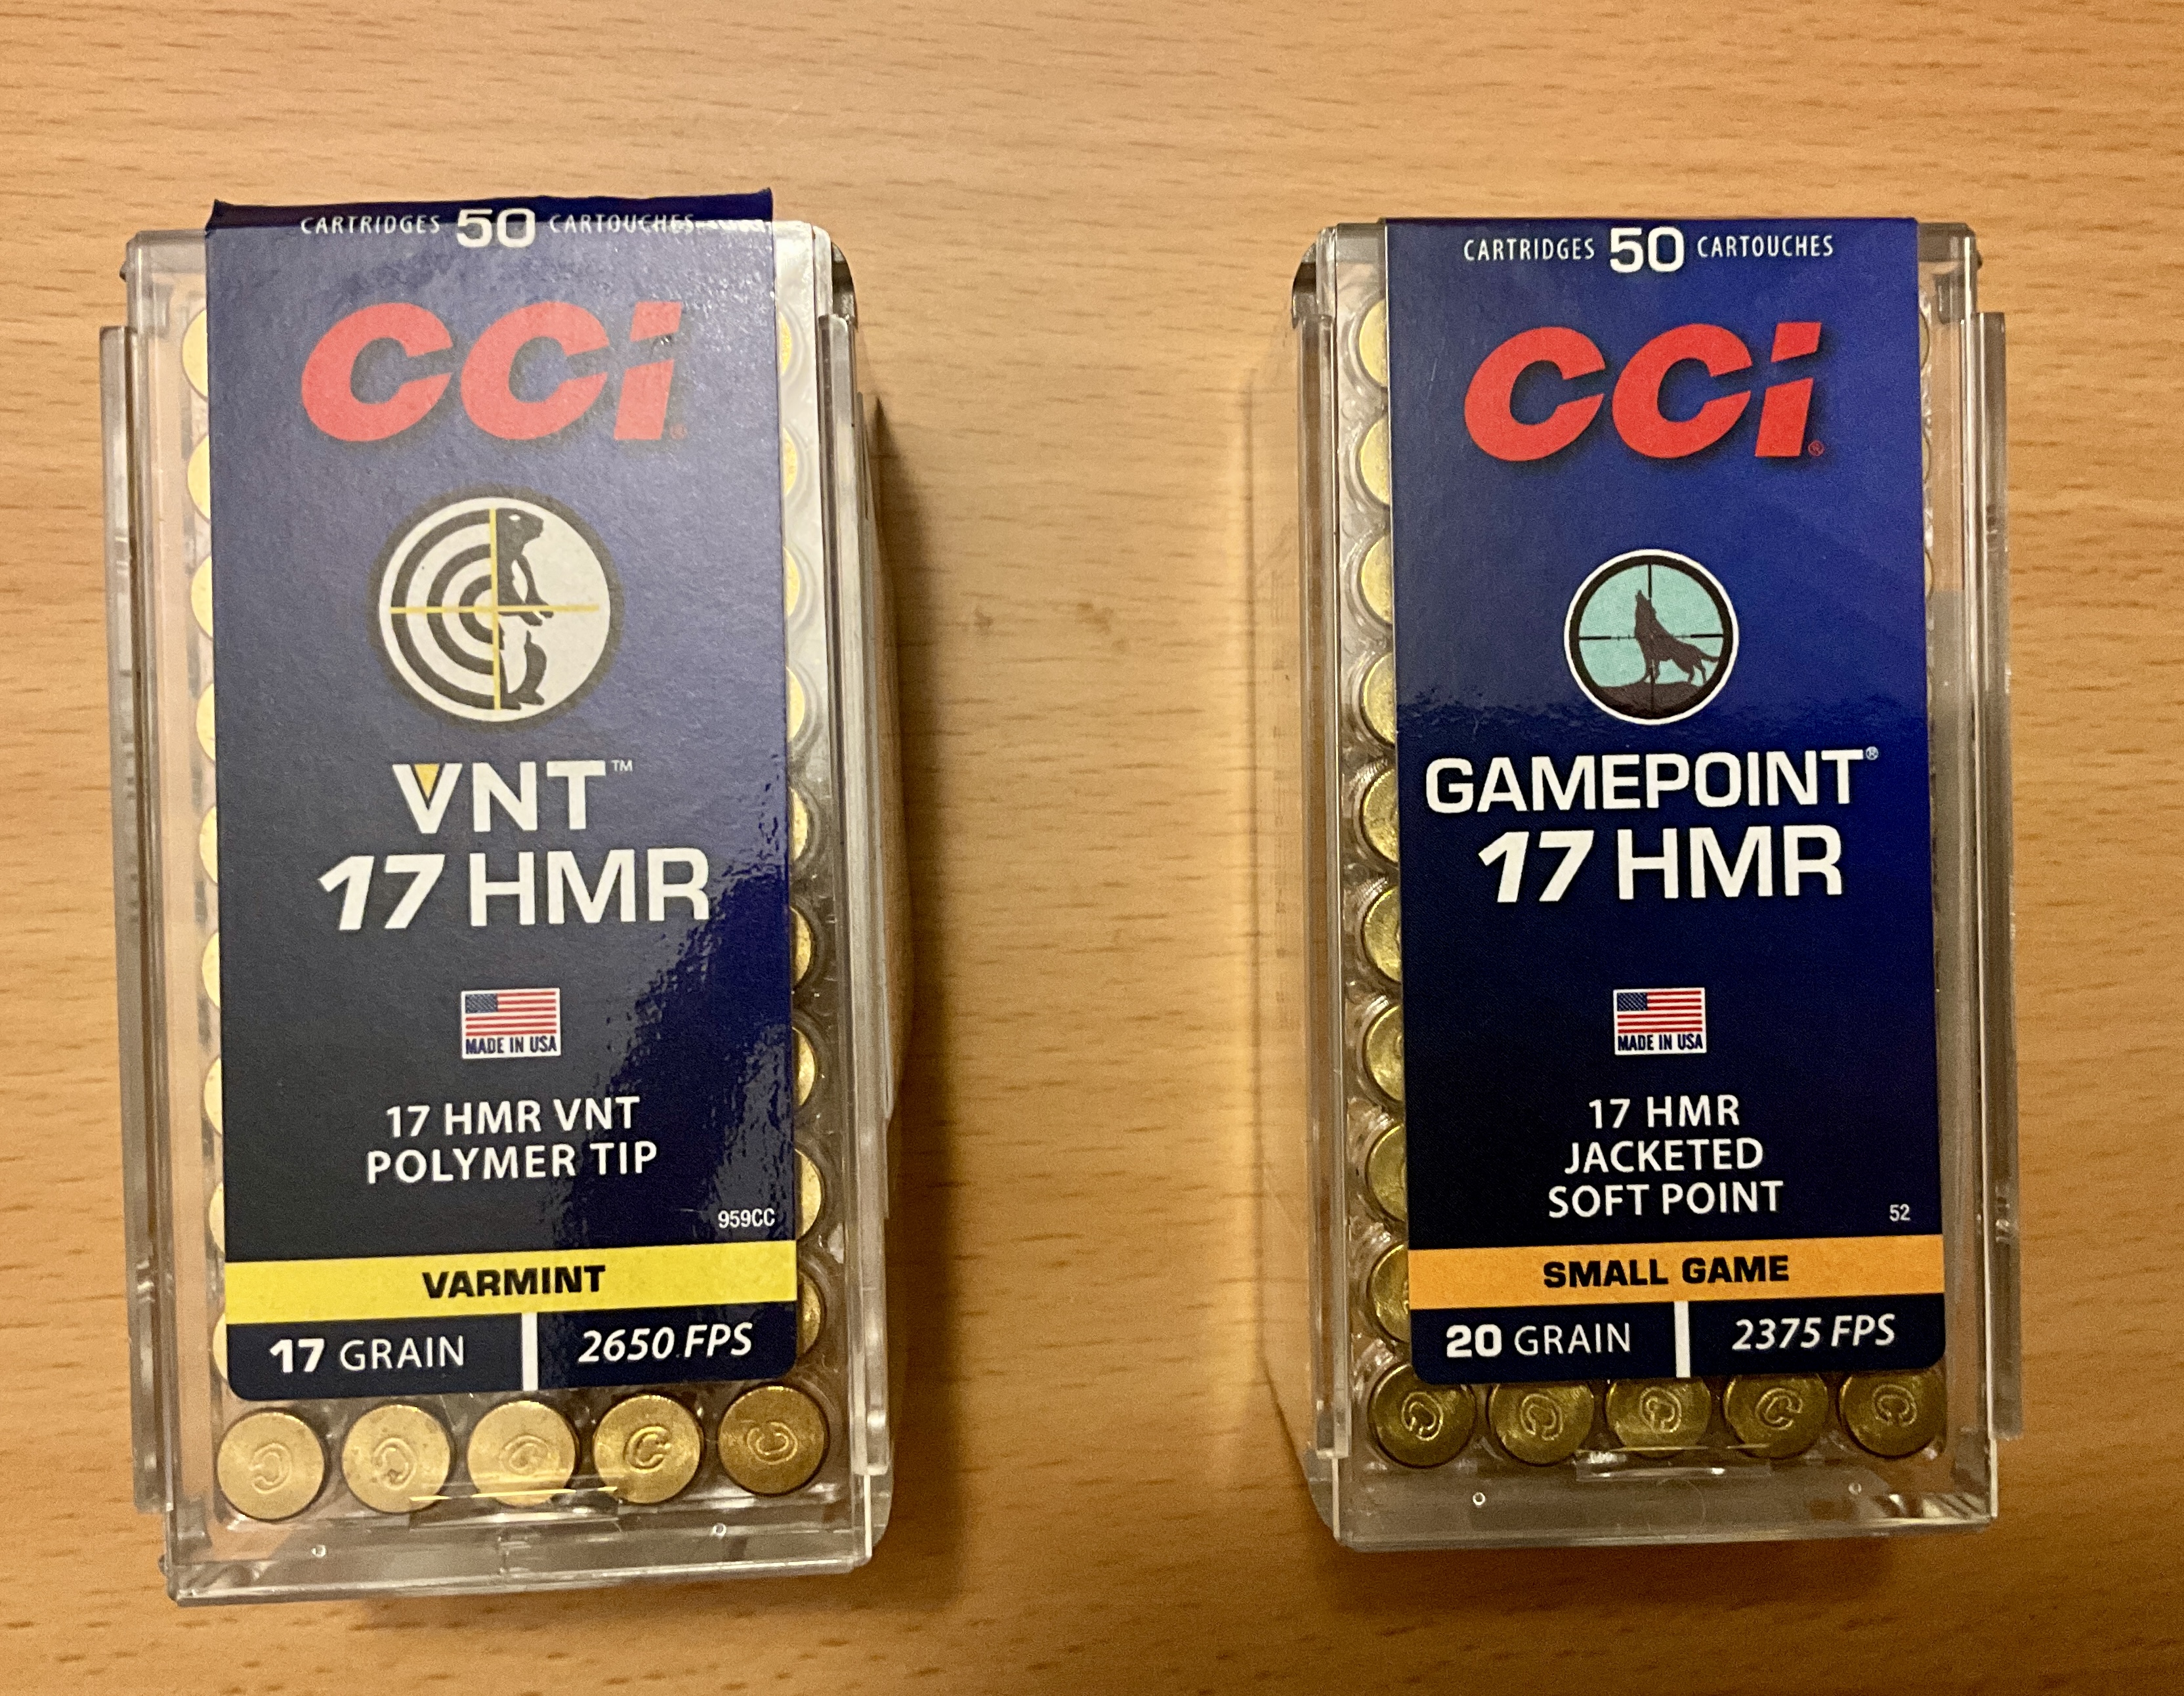 CARTRIDGES 50 CARTOUCHES
CCI®
VNT™
17 HMR
MADE IN USA
17 HMR VNT
POLYMER TIP
959CC
VARMINT
17 GRAIN 2650 FPS
C C C C C
CARTRIDGES 50 CARTOUCHES
CCI®
GAMEPOINT®
17 HMR
MADE IN USA
17 HMR
JACKETED
SOFT POINT
52
SMALL GAME
20 GRAIN 2375 FPS
C C C C C